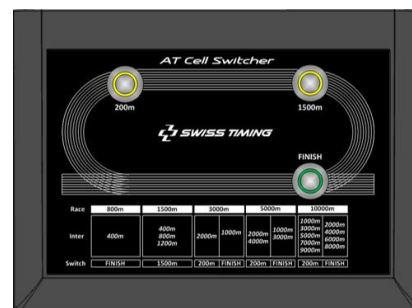 AT Cell Switcher
200m
1500m
SWISS TIMING
FINISH
Race 800m 1500m 3000m 5000m 10000m
Inter 400m 400m 800m 1200m 2000m 1000m 2000m 4000m 1000m 3000m 1000m 3000m 5000m 7000m 9000m 2000m 4000m 6000m 8000m
Switch FINISH 1500m 200m FINISH 200m FINISH 200m FINISH